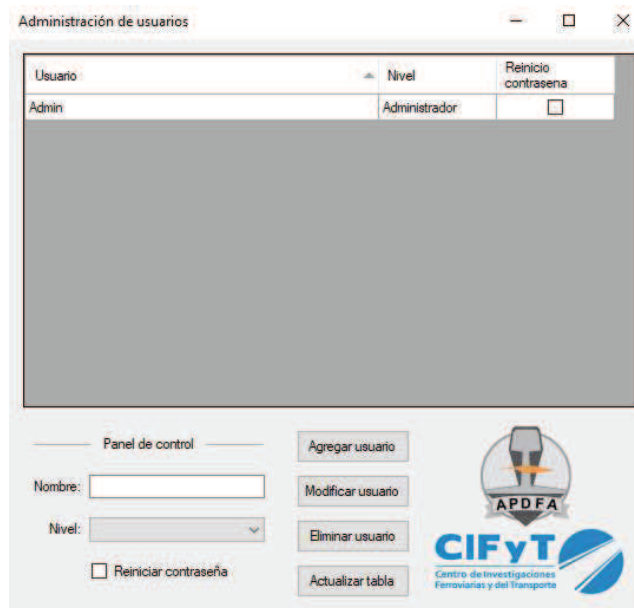 Administración de usuarios
Usuario Nivel Reinicio
contrasena
Admin Administrador
Panel de control
Agregar usuario
Nombre:
Modificar usuario
APDFA
Nivel:
Eliminar usuario
CIFyT
Reiniciar contraseña
Actualizar tabla
Centro de Investigaciones
Ferroviarias y del Transporte